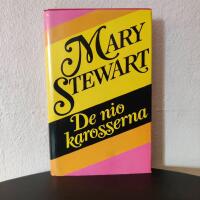 MARY
STEWART
De nio
karosserna